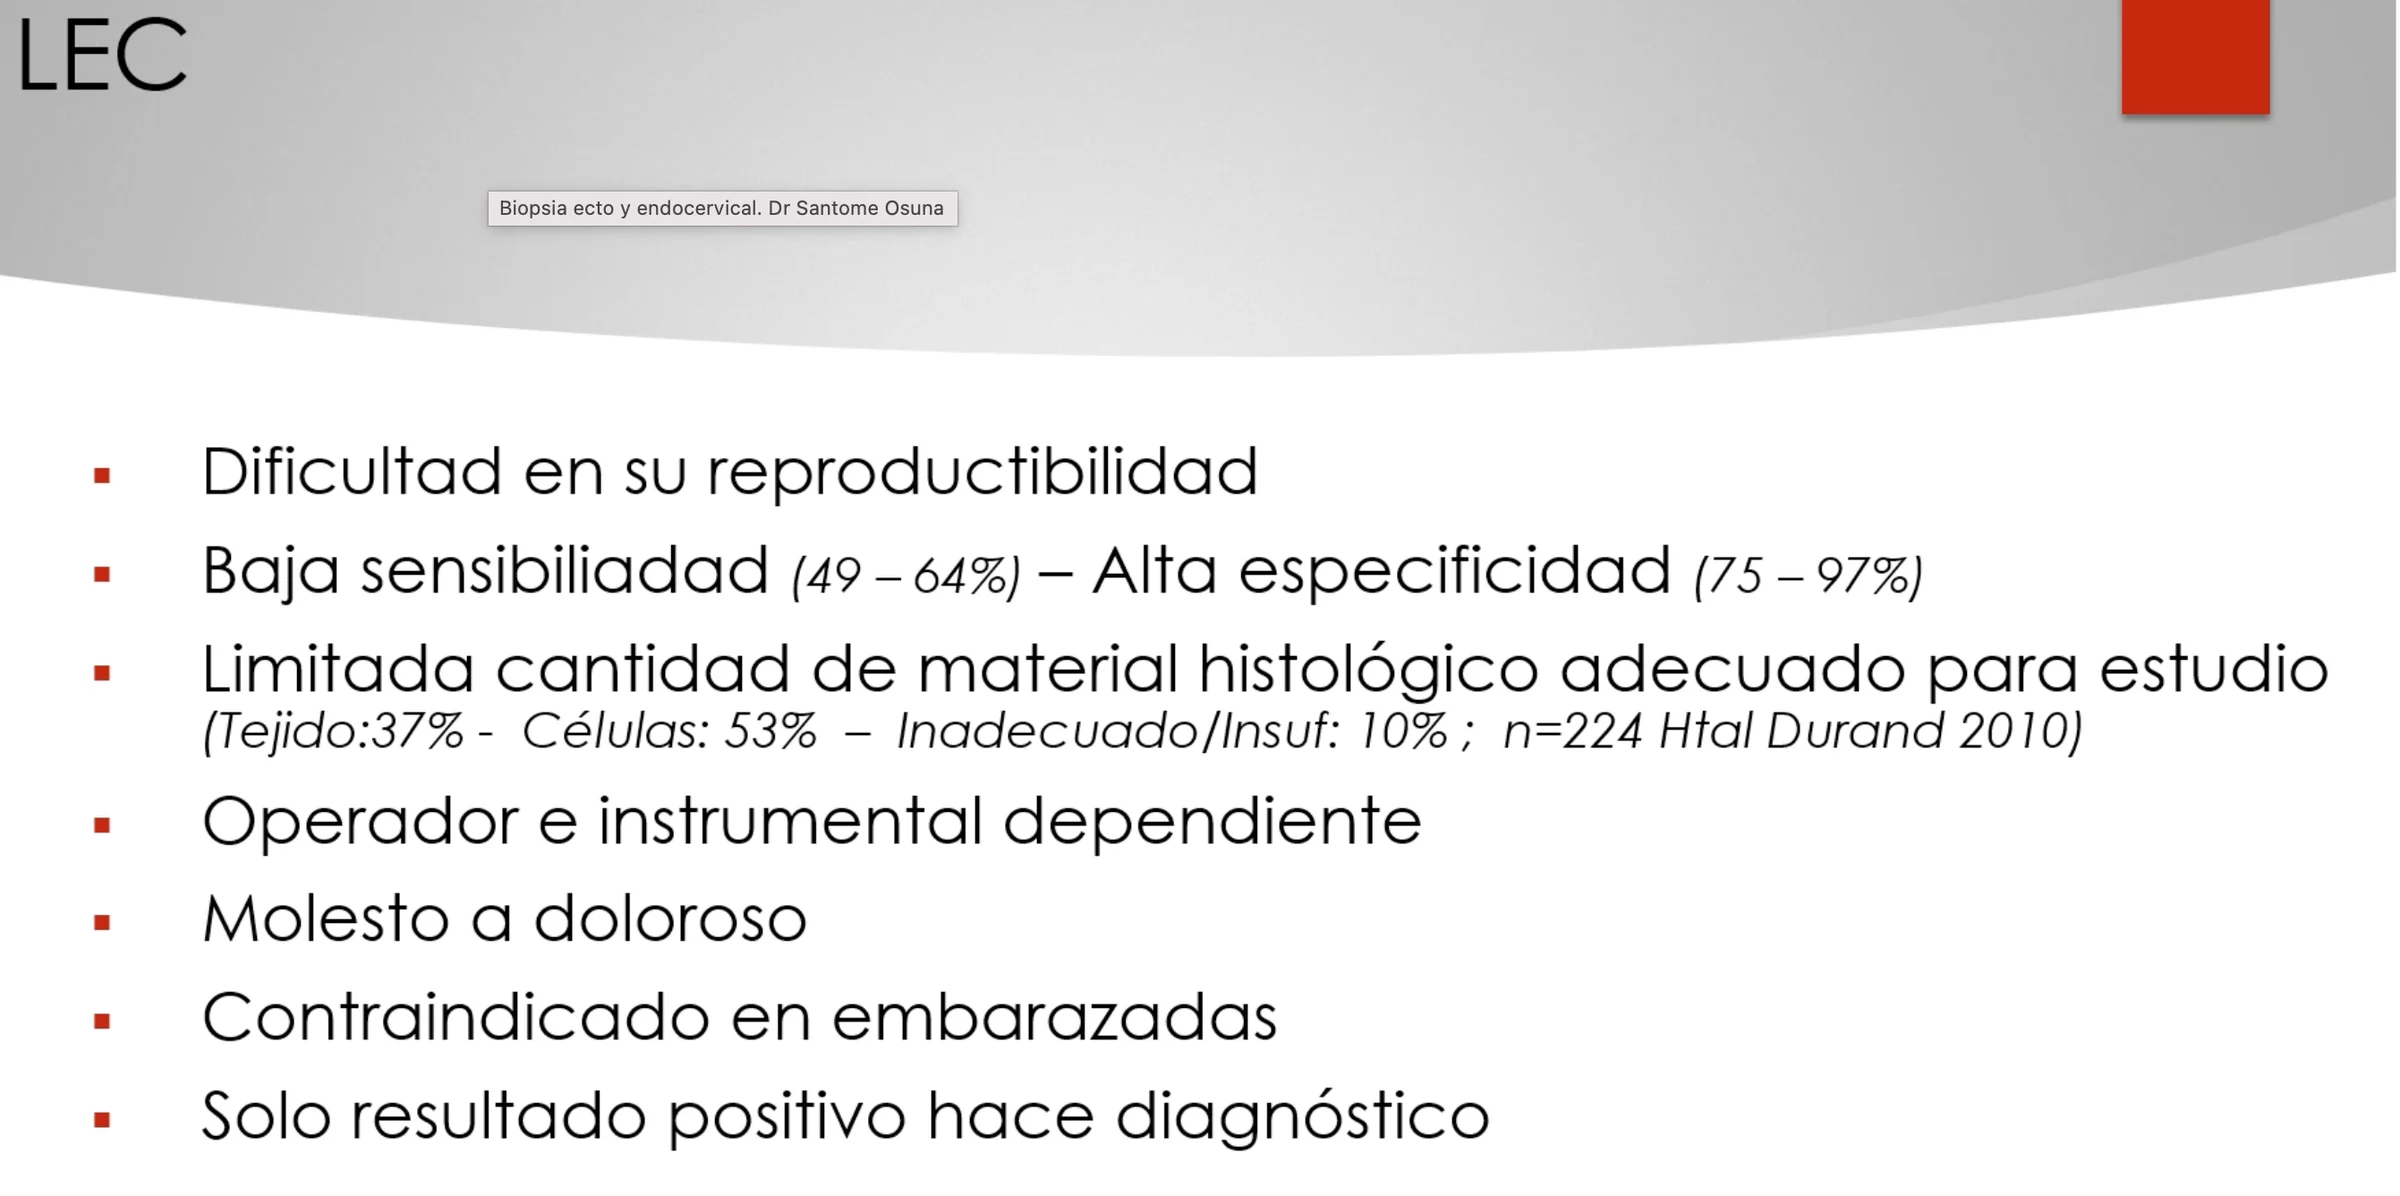 LEC
Biopsia ecto y endocervical. Dr Santome Osuna
▪ Dificultad en su reproductibilidad
▪ Baja sensibiliadad (49 – 64%) – Alta especificidad (75 – 97%)
▪ Limitada cantidad de material histológico adecuado para estudio
(Tejido:37% - Células: 53% – Inadecuado/Insuf: 10% ; n=224 Htal Durand 2010)
▪ Operador e instrumental dependiente
▪ Molesto a doloroso
▪ Contraindicado en embarazadas
▪ Solo resultado positivo hace diagnóstico